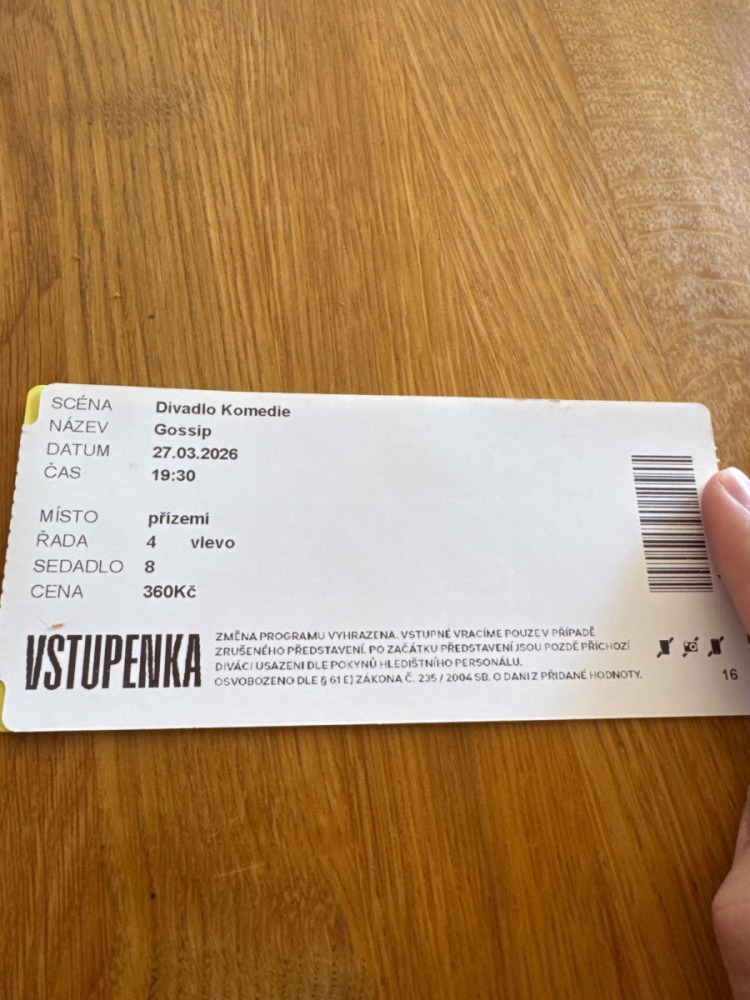 SCÉNA Divadlo Komedie
NÁZEV Gossip
DATUM 27.03.2026
ČAS 19:30
MÍSTO přízemí
ŘADA 4 vlevo
SEDADLO 8
CENA 360Kč
VSTUPENKA
ZMĚNA PROGRAMU VYHRAZENA. VSTUPNÉ VRACÍME POUZE V PŘÍPADĚ
ZRUŠENÉHO PŘEDSTAVENÍ. PO ZAČÁTKU PŘEDSTAVENÍ JSOU POZDĚ PŘÍCHOZÍ
DIVÁCI USAZENI DLE POKYNŮ HLEDIŠTNÍHO PERSONÁLU.
OSVOBOZENO DLE § 61 E) ZÁKONA Č. 235 / 2004 SB. O DANI Z PŘIDANÉ HODNOTY.
16